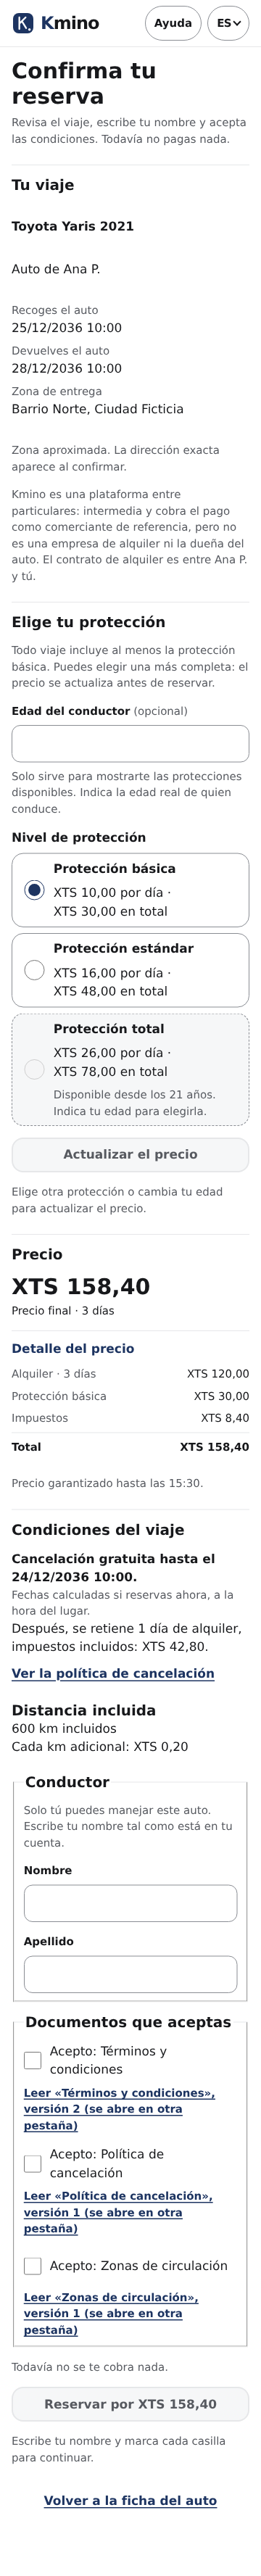 Kmino
Ayuda
ES
Confirma tu
reserva
Revisa el viaje, escribe tu nombre y acepta
las condiciones. Todavía no pagas nada.
Tu viaje
Toyota Yaris 2021
Auto de Ana P.
Recoges el auto
25/12/2036 10:00
Devuelves el auto
28/12/2036 10:00
Zona de entrega
Barrio Norte, Ciudad Ficticia
Zona aproximada. La dirección exacta
aparece al confirmar.
Kmino es una plataforma entre
particulares: intermedia y cobra el pago
como comerciante de referencia, pero no
es una empresa de alquiler ni la dueña del
auto. El contrato de alquiler es entre Ana P.
y tú.
Elige tu protección
Todo viaje incluye al menos la protección
básica. Puedes elegir una más completa: el
precio se actualiza antes de reservar.
Edad del conductor (opcional)
Solo sirve para mostrarte las protecciones
disponibles. Indica la edad real de quien
conduce.
Nivel de protección
Protección básica
XTS 10,00 por día ·
XTS 30,00 en total
Protección estándar
XTS 16,00 por día ·
XTS 48,00 en total
Protección total
XTS 26,00 por día ·
XTS 78,00 en total
Disponible desde los 21 años.
Indica tu edad para elegirla.
Actualizar el precio
Elige otra protección o cambia tu edad
para actualizar el precio.
Precio
XTS 158,40
Precio final · 3 días
Detalle del precio
Alquiler · 3 días XTS 120,00
Protección básica XTS 30,00
Impuestos XTS 8,40
Total XTS 158,40
Precio garantizado hasta las 15:30.
Condiciones del viaje
Cancelación gratuita hasta el
24/12/2036 10:00.
Fechas calculadas si reservas ahora, a la
hora del lugar.
Después, se retiene 1 día de alquiler,
impuestos incluidos: XTS 42,80.
Ver la política de cancelación
Distancia incluida
600 km incluidos
Cada km adicional: XTS 0,20
Conductor
Solo tú puedes manejar este auto.
Escribe tu nombre tal como está en tu
cuenta.
Nombre
Apellido
Documentos que aceptas
Acepto: Términos y
condiciones
Leer «Términos y condiciones»,
versión 2 (se abre en otra
pestaña)
Acepto: Política de
cancelación
Leer «Política de cancelación»,
versión 1 (se abre en otra
pestaña)
Acepto: Zonas de circulación
Leer «Zonas de circulación»,
versión 1 (se abre en otra
pestaña)
Todavía no se te cobra nada.
Reservar por XTS 158,40
Escribe tu nombre y marca cada casilla
para continuar.
Volver a la ficha del auto